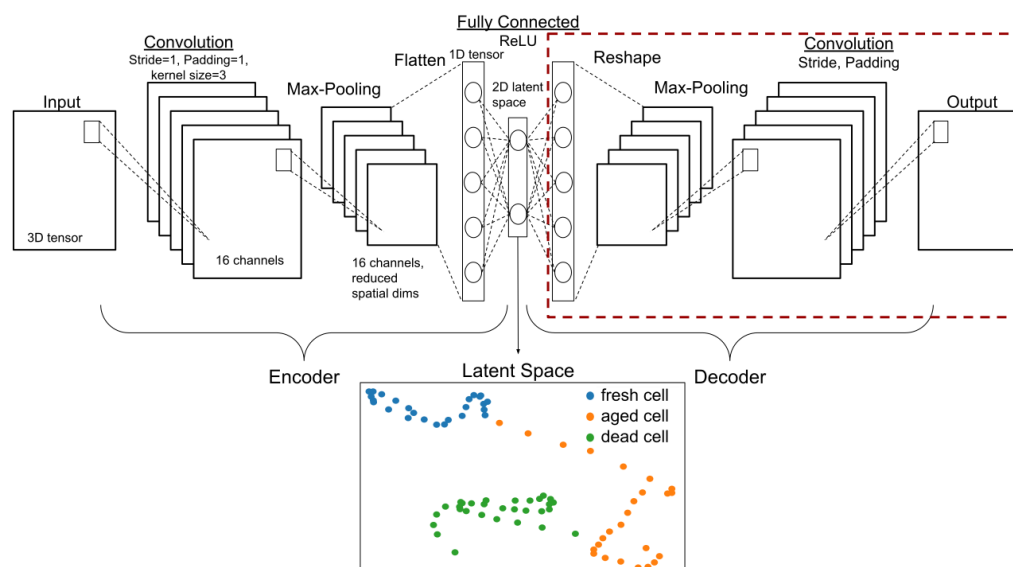 Fully Connected
ReLU
Convolution
Stride=1, Padding=1,
kernel size=3
Flatten
1D tensor
Reshape
Convolution
Stride, Padding
Input
Max-Pooling
2D latent
space
Max-Pooling
Output
3D tensor
16 channels
16 channels,
reduced
spatial dims
Encoder
Latent Space
Decoder
fresh cell
aged cell
dead cell